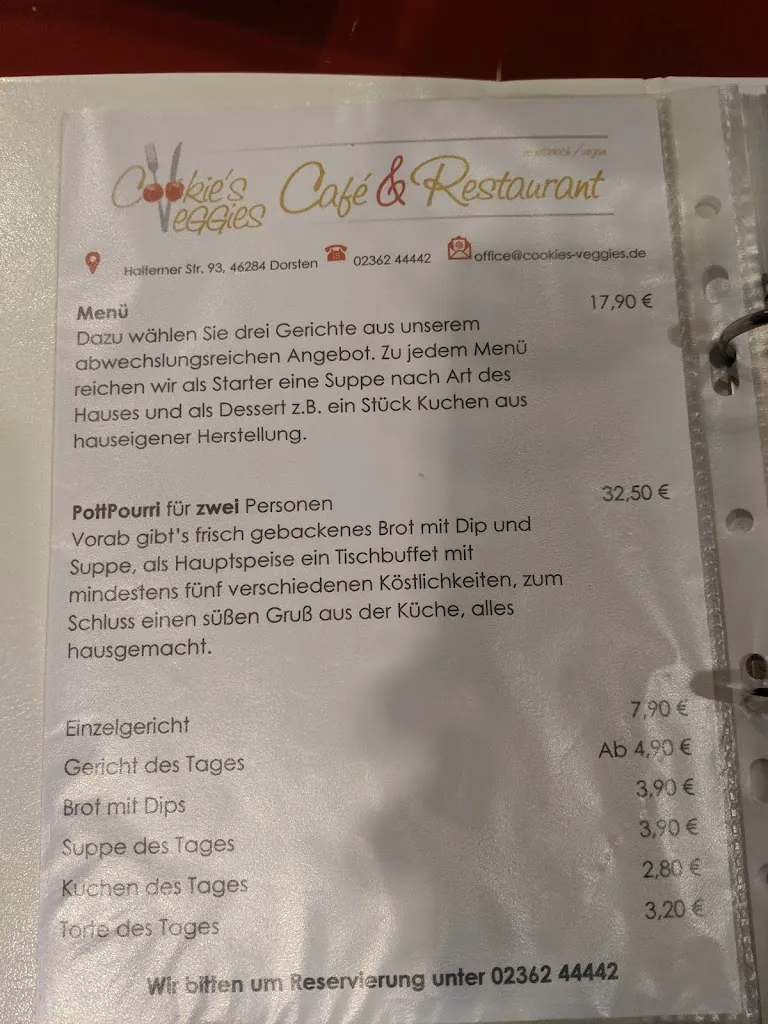 Cookie's Veggies Café & Restaurant
Halterner Str. 93, 46284 Dorsten 02362 44442 office@cookies-veggies.de
Menü 17,90 €
Dazu wählen Sie drei Gerichte aus unserem
abwechslungsreichen Angebot. Zu jedem Menü
reichen wir als Starter eine Suppe nach Art des
Hauses und als Dessert z.B. ein Stück Kuchen aus
hauseigener Herstellung.
PottPourri für zwei Personen 32,50 €
Vorab gibt's frisch gebackenes Brot mit Dip und
Suppe, als Hauptspeise ein Tischbuffet mit
mindestens fünf verschiedenen Köstlichkeiten, zum
Schluss einen süßen Gruß aus der Küche, alles
hausgemacht.
Einzelgericht 7,90 €
Gericht des Tages Ab 4,90 €
Brot mit Dips 3,90 €
Suppe des Tages 3,90 €
Kuchen des Tages 2,80 €
Torte des Tages 3,20 €
Wir bitten um Reservierung unter 02362 44442